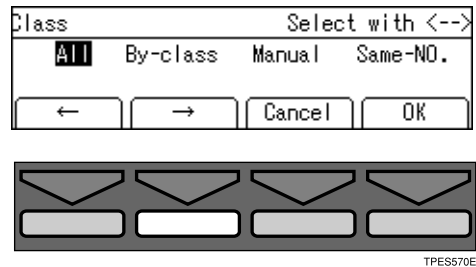 Class Select with <-->
All By-class Manual Same-NO.
← → Cancel OK
TPES570E